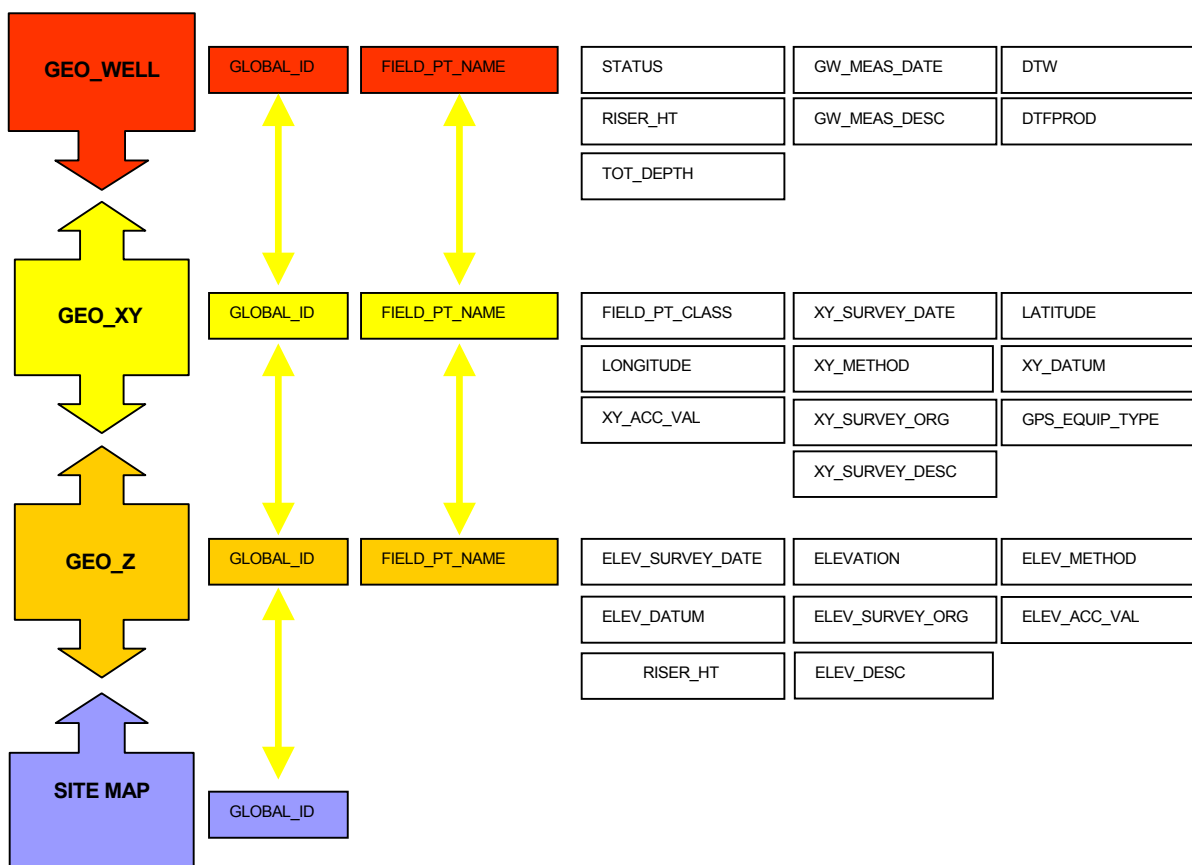 GEO_WELL
GLOBAL_ID
FIELD_PT_NAME
STATUS
GW_MEAS_DATE
DTW
RISER_HT
GW_MEAS_DESC
DTFPROD
TOT_DEPTH
GEO_XY
GLOBAL_ID
FIELD_PT_NAME
FIELD_PT_CLASS
XY_SURVEY_DATE
LATITUDE
LONGITUDE
XY_METHOD
XY_DATUM
XY_ACC_VAL
XY_SURVEY_ORG
GPS_EQUIP_TYPE
XY_SURVEY_DESC
GEO_Z
GLOBAL_ID
FIELD_PT_NAME
ELEV_SURVEY_DATE
ELEVATION
ELEV_METHOD
ELEV_DATUM
ELEV_SURVEY_ORG
ELEV_ACC_VAL
RISER_HT
ELEV_DESC
SITE MAP
GLOBAL_ID